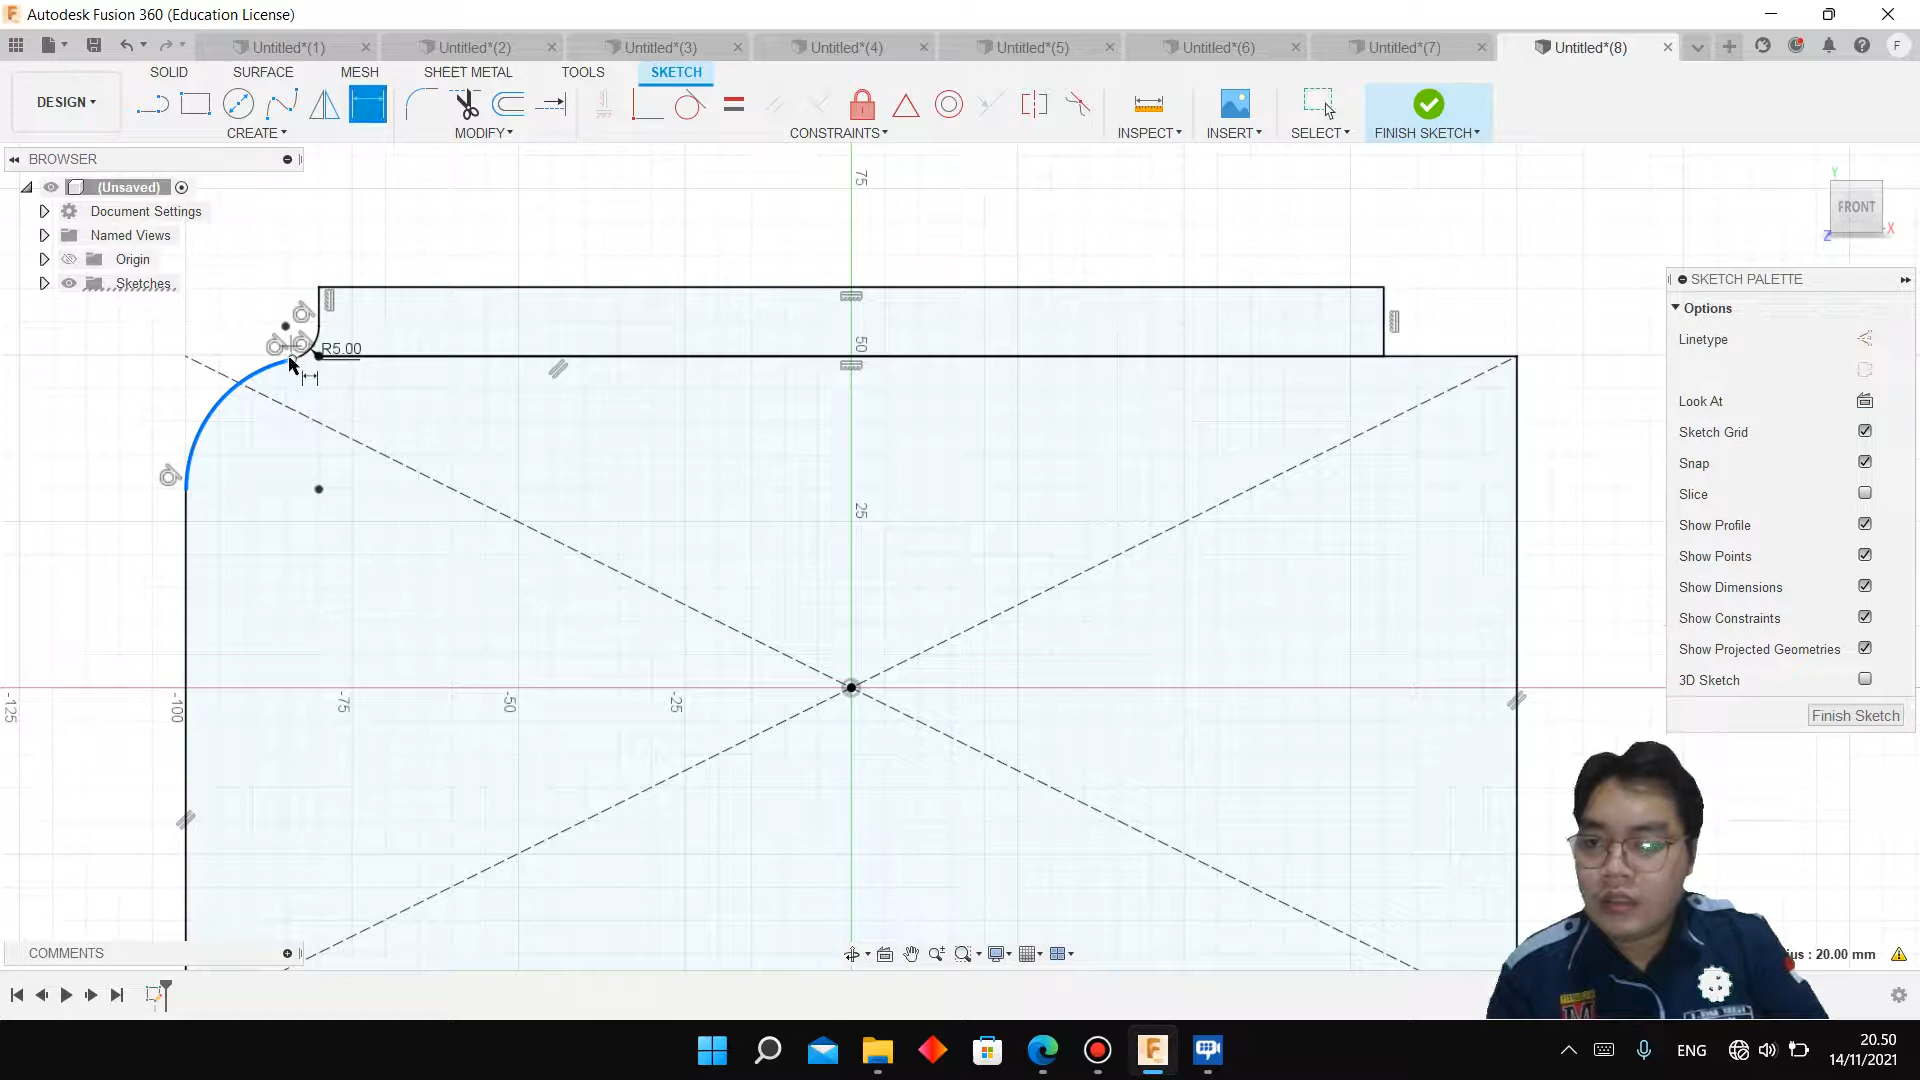 Autodesk Fusion 360 (Education License)
Untitled*(1)
Untitled*(2)
Untitled*(3)
Untitled*(4)
Untitled*(5)
Untitled*(6)
Untitled*(7)
Untitled*(8)
F
SOLID
SURFACE
MESH
SHEET METAL
TOOLS
SKETCH
DESIGN
CREATE
MODIFY
CONSTRAINTS
INSPECT
INSERT
SELECT
FINISH SKETCH
BROWSER
(Unsaved)
Document Settings
Named Views
Origin
Sketches
75
50
25
R5.00
-125
-100
-75
-50
-25
Y
FRONT
X
Z
SKETCH PALETTE
Options
Linetype
Look At
Sketch Grid
Snap
Slice
Show Profile
Show Points
Show Dimensions
Show Constraints
Show Projected Geometries
3D Sketch
Finish Sketch
COMMENTS
us : 20.00 mm
ENG
20.50
14/11/2021